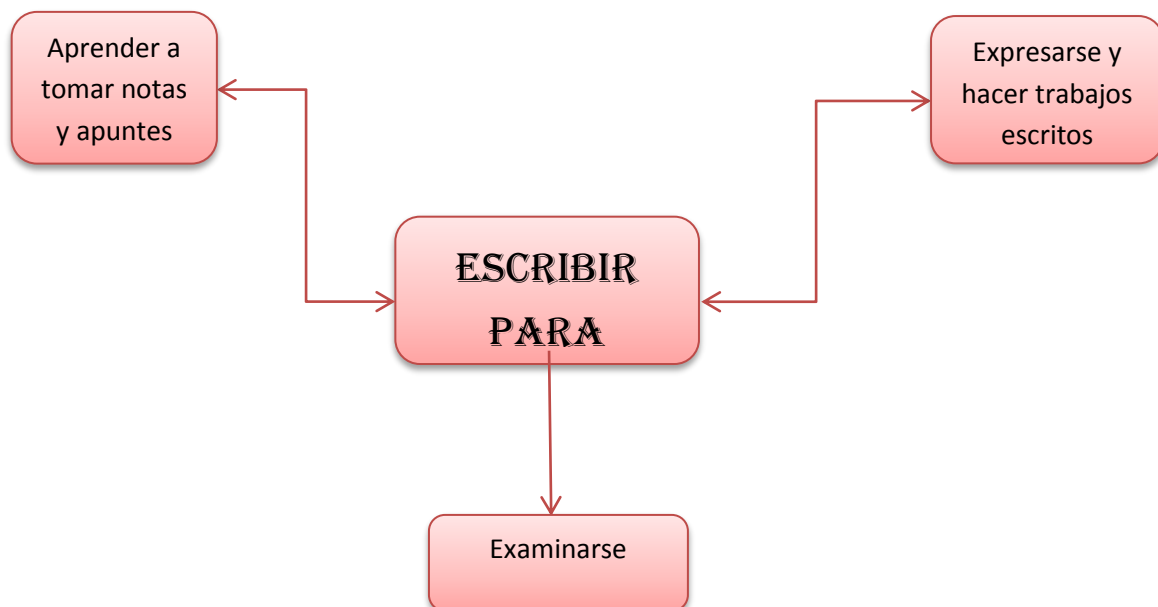 Aprender a
tomar notas
y apuntes
Expresarse y
hacer trabajos
escritos
ESCRIBIR
PARA
Examinarse